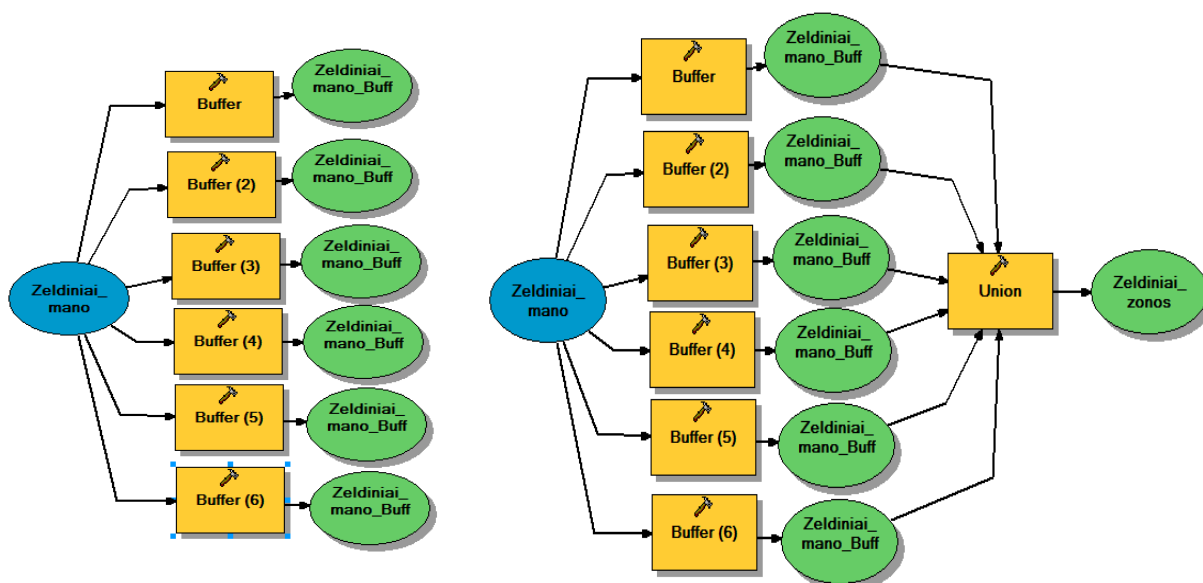 Zeldiniai_
mano
Buffer
Zeldiniai_
mano_Buff
Buffer (2)
Zeldiniai_
mano_Buff
Buffer (3)
Zeldiniai_
mano_Buff
Buffer (4)
Zeldiniai_
mano_Buff
Buffer (5)
Zeldiniai_
mano_Buff
Buffer (6)
Zeldiniai_
mano_Buff
Zeldiniai_
mano
Buffer
Zeldiniai_
mano_Buff
Buffer (2)
Zeldiniai_
mano_Buff
Buffer (3)
Zeldiniai_
mano_Buff
Buffer (4)
Zeldiniai_
mano_Buff
Buffer (5)
Zeldiniai_
mano_Buff
Buffer (6)
Zeldiniai_
mano_Buff
Union
Zeldiniai_
zonos